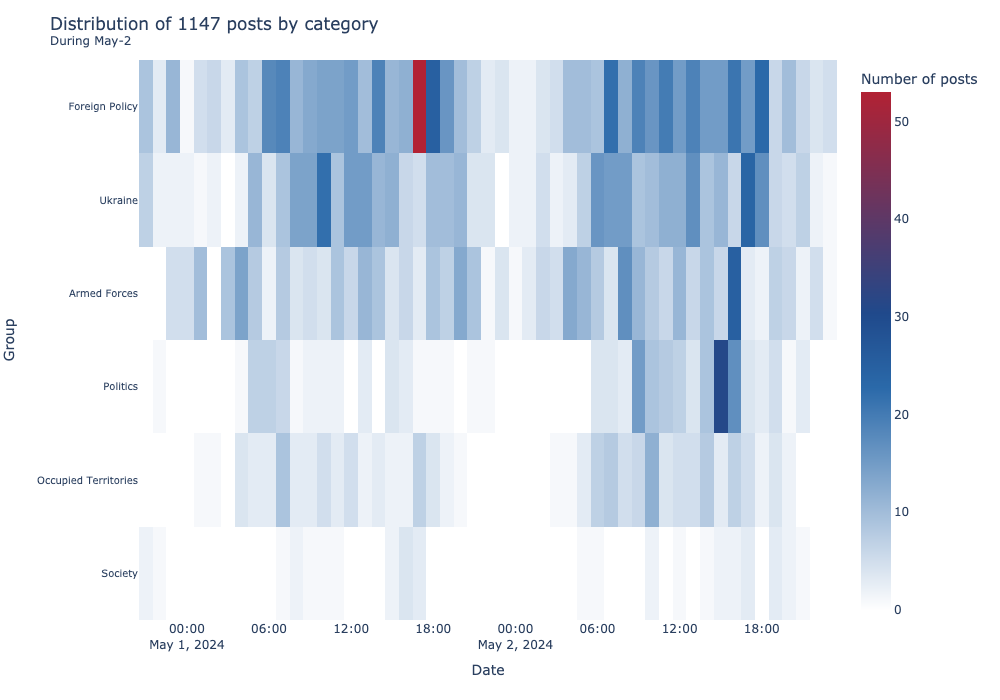 Distribution of 1147 posts by category
During May-2
Number of posts
Foreign Policy
Ukraine
Armed Forces
Politics
Occupied Territories
Society
Group
50
40
30
20
10
0
00:00 06:00 12:00 18:00 00:00 06:00 12:00 18:00
May 1, 2024 May 2, 2024
Date